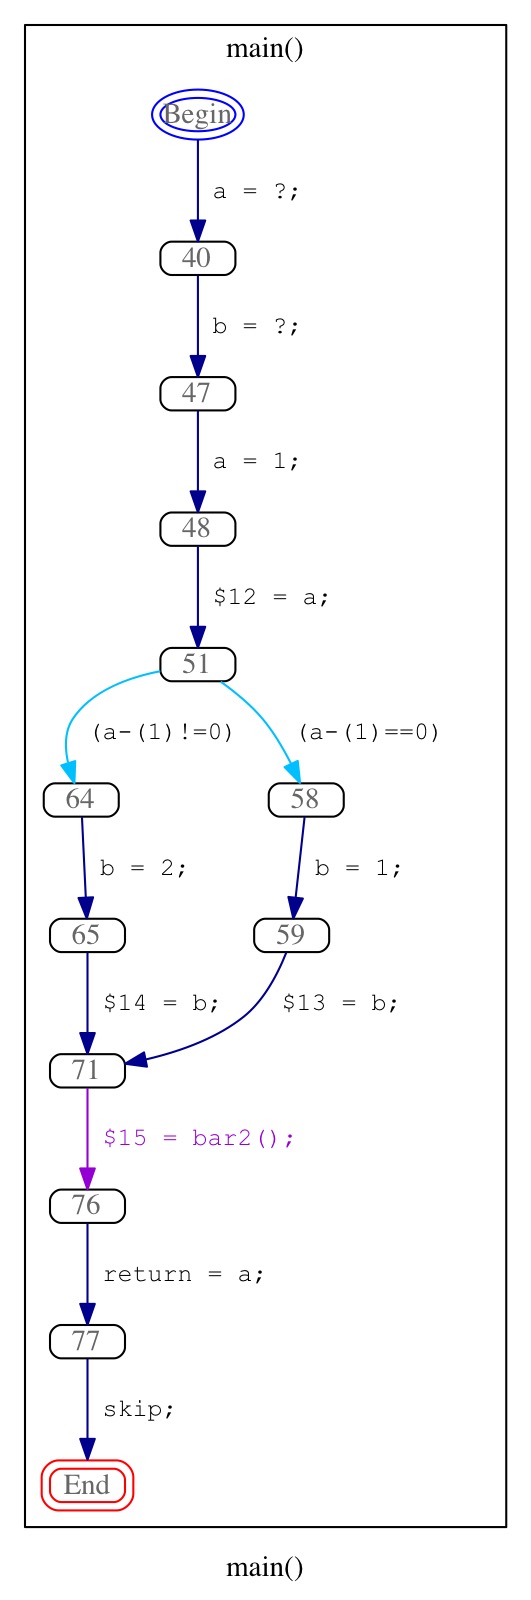 main()
Begin
a = ?;
40
b = ?;
47
a = 1;
48
$12 = a;
51
(a-(1)!=0)
(a-(1)==0)
64
58
b = 2;
b = 1;
65
59
$14 = b;
$13 = b;
71
$15 = bar2();
76
return = a;
77
skip;
End
main()